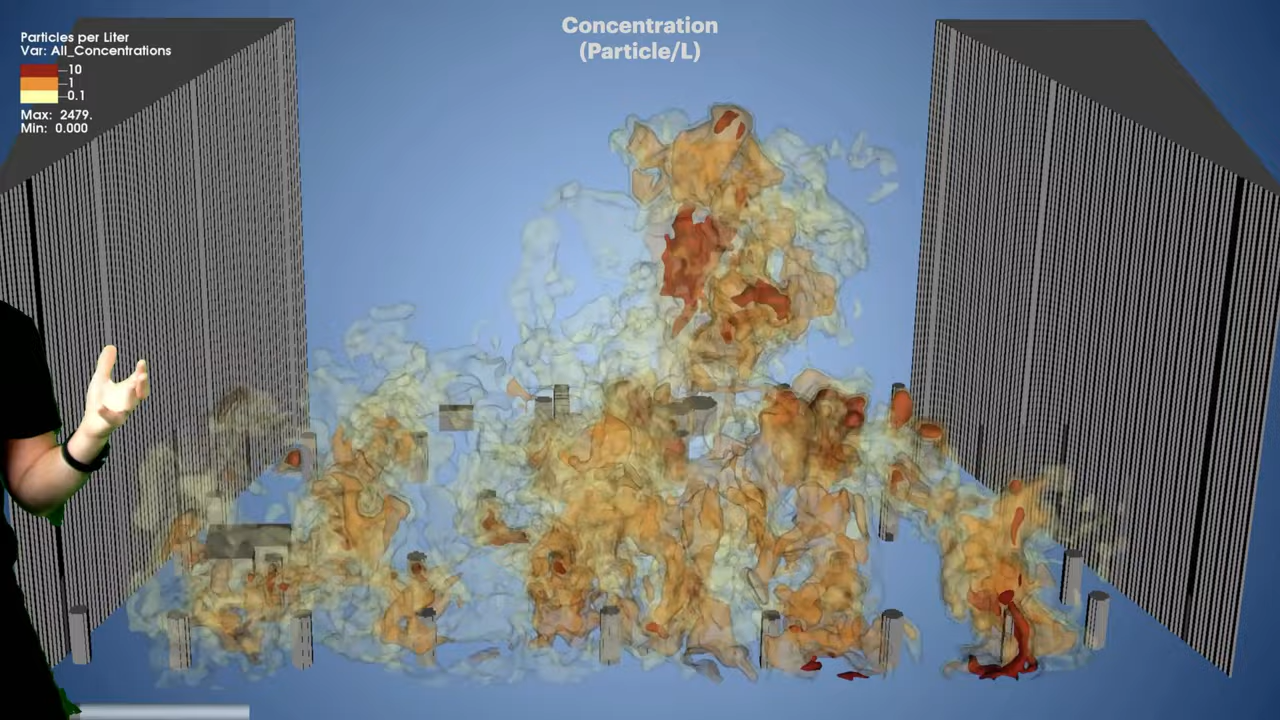 Concentration
(Particle/L)
Particles per Liter
Var: All_Concentrations
10
1
0.1
Max: 2479.
Min: 0.000